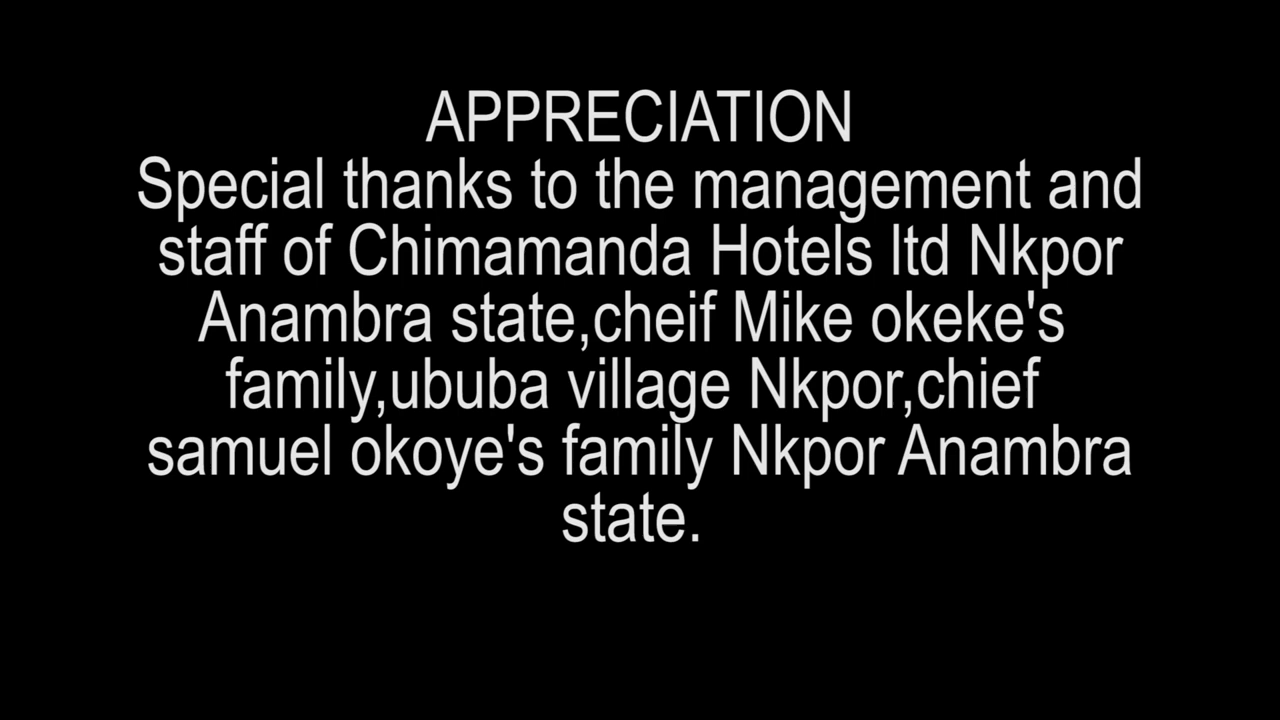 APPRECIATION
Special thanks to the management and
staff of Chimamanda Hotels ltd Nkpor
Anambra state,cheif Mike okeke's
family,ububa village Nkpor,chief
samuel okoye's family Nkpor Anambra
state.